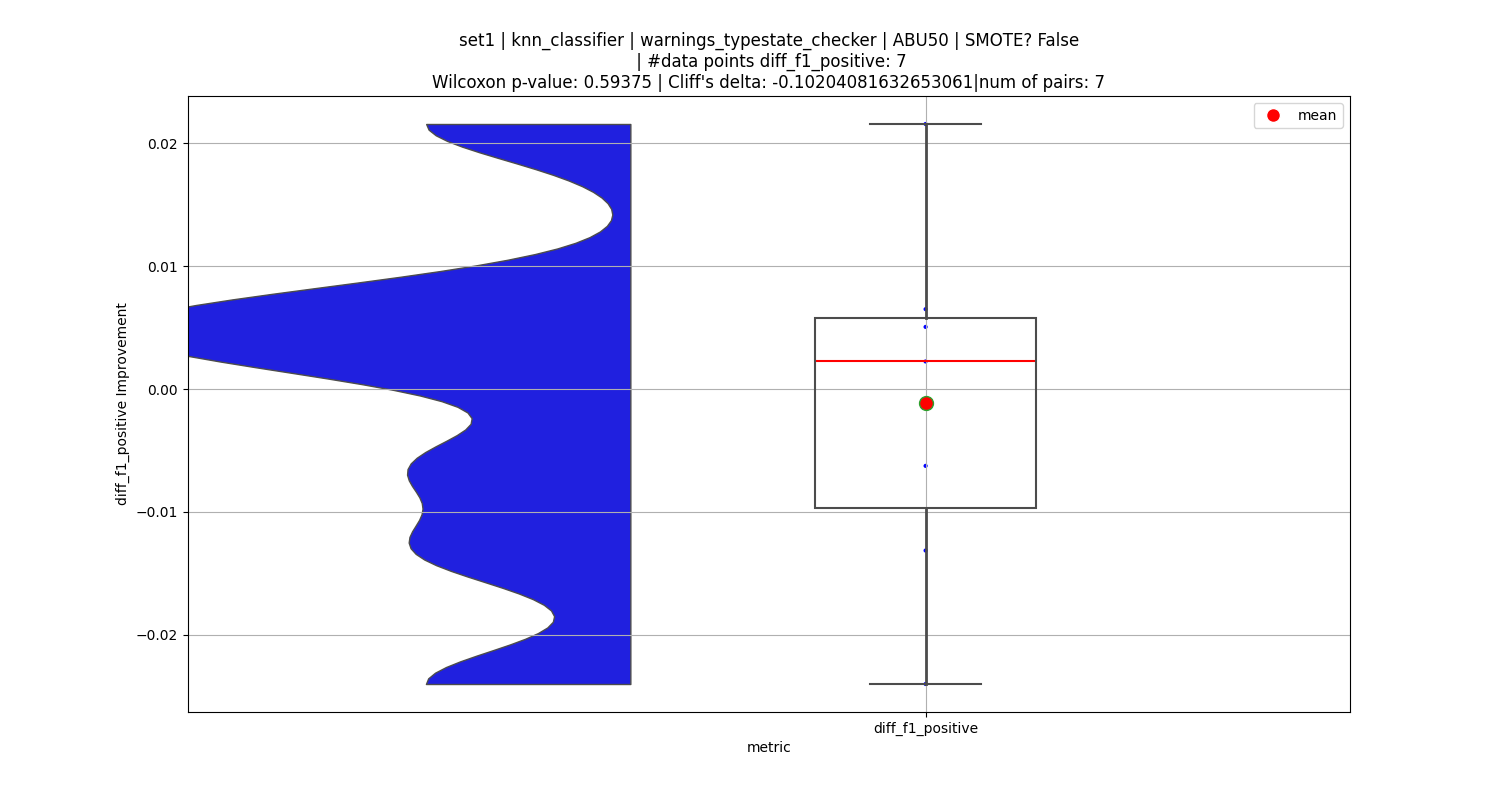 set1 | knn_classifier | warnings_typestate_checker | ABU50 | SMOTE? False
| #data points diff_f1_positive: 7
Wilcoxon p-value: 0.59375 | Cliff's delta: -0.10204081632653061|num of pairs: 7
mean
0.02
0.01
0.00
−0.01
−0.02
diff_f1_positive Improvement
diff_f1_positive
metric